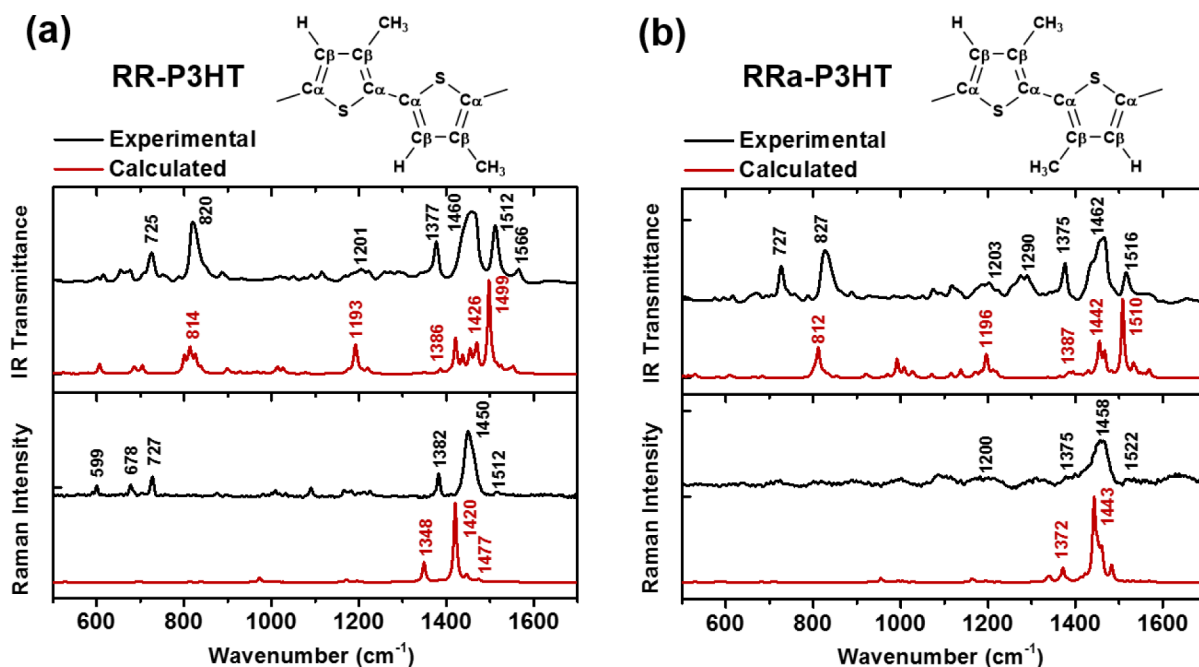 (a)
RR-P3HT
H
CH₃
Cβ
Cβ
Cα
Cα
S
S
Cα
Cα
Cβ
Cβ
H
CH₃
Experimental
Calculated
IR Transmittance
725
820
1201
1377
1460
1512
1566
814
1193
1386
1426
1499
Raman Intensity
599
678
727
1382
1450
1512
1348
1420
1477
600 800 1000 1200 1400 1600
Wavenumber (cm⁻¹)
(b)
RRa-P3HT
H
CH₃
Cβ
Cβ
Cα
Cα
S
S
Cα
Cα
Cβ
Cβ
H₃C
H
Experimental
Calculated
IR Transmittance
727
827
1203
1290
1375
1462
1516
812
1196
1387
1442
1510
Raman Intensity
1200
1375
1458
1522
1372
1443
600 800 1000 1200 1400 1600
Wavenumber (cm⁻¹)